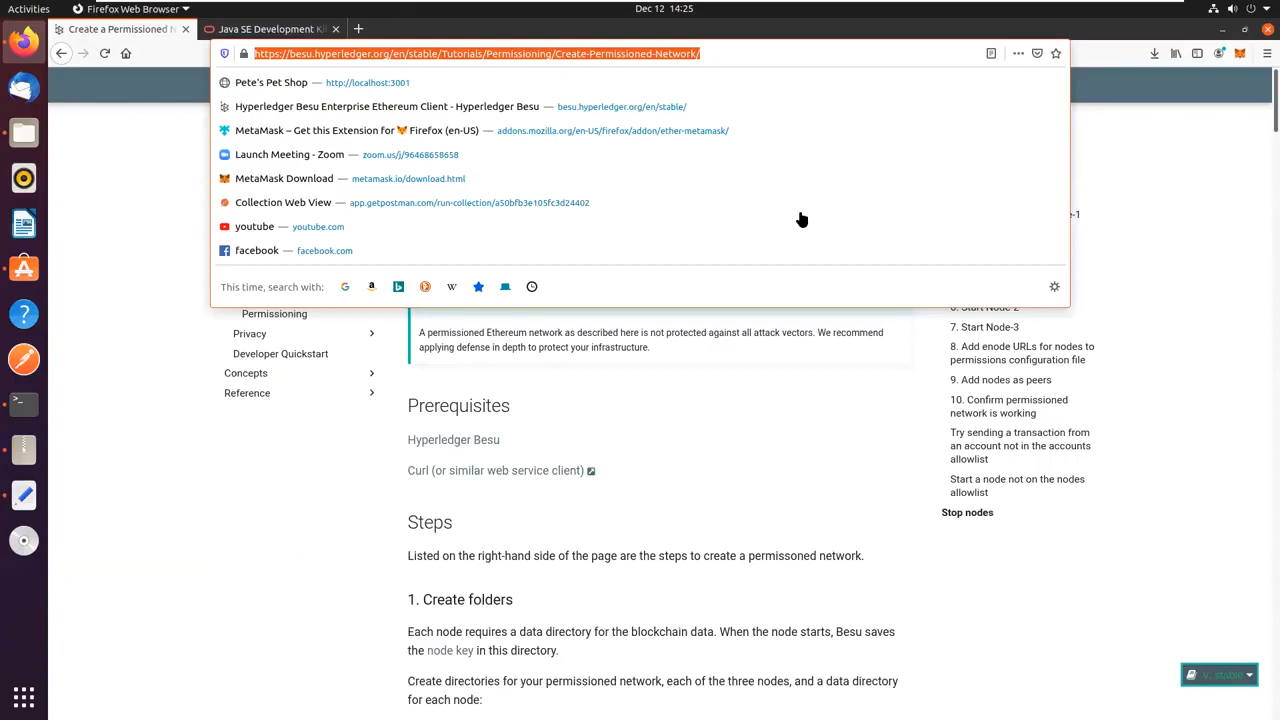 Activities
Firefox Web Browser
Dec 12 14:25
Create a Permissioned N
Java SE Development Ki
https://besu.hyperledger.org/en/stable/Tutorials/Permissioning/Create-Permissioned-Network/
Pete's Pet Shop — http://localhost:3001
Hyperledger Besu Enterprise Ethereum Client - Hyperledger Besu — besu.hyperledger.org/en/stable/
MetaMask – Get this Extension for Firefox (en-US) — addons.mozilla.org/en-US/firefox/addon/ether-metamask/
Launch Meeting - Zoom — zoom.us/j/96468658658
MetaMask Download — metamask.io/download.html
Collection Web View — app.getpostman.com/run-collection/a50bfb3e105fc3d24402
youtube — youtube.com
facebook — facebook.com
This time, search with:
Permissioning
Privacy
Developer Quickstart
Concepts
Reference
A permissioned Ethereum network as described here is not protected against all attack vectors. We recommend
applying defense in depth to protect your infrastructure.
Prerequisites
Hyperledger Besu
Curl (or similar web service client)
Steps
Listed on the right-hand side of the page are the steps to create a permissoned network.
1. Create folders
Each node requires a data directory for the blockchain data. When the node starts, Besu saves
the node key in this directory.
Create directories for your permissioned network, each of the three nodes, and a data directory
for each node:
e-1
6. Start Node-2
7. Start Node-3
8. Add enode URLs for nodes to
permissions configuration file
9. Add nodes as peers
10. Confirm permissioned
network is working
Try sending a transaction from
an account not in the accounts
allowlist
Start a node not on the nodes
allowlist
Stop nodes
v. stable